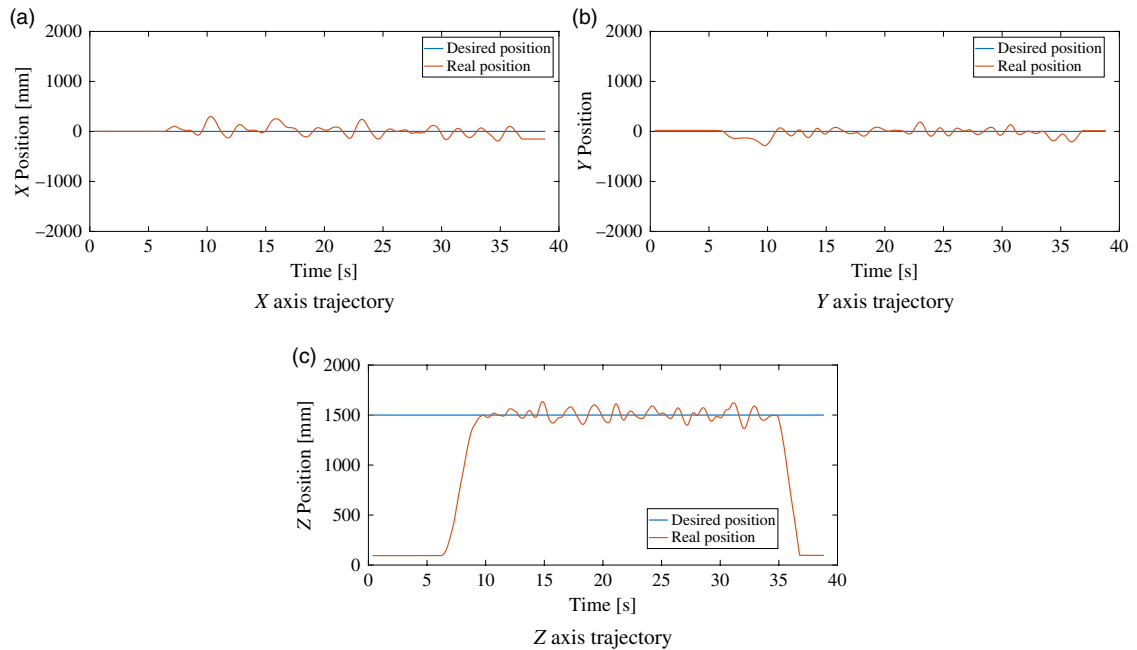 (a)
2000
1000
0
−1000
−2000
X Position [mm]
Desired position
Real position
0 5 10 15 20 25 30 35 40
Time [s]
X axis trajectory
(b)
2000
1000
0
−1000
−2000
Y Position
Desired position
Real position
0 5 10 15 20 25 30 35 40
Time [s]
Y axis trajectory
(c)
2000
1500
1000
500
0
Z Position [mm]
Desired position
Real position
0 5 10 15 20 25 30 35 40
Time [s]
Z axis trajectory